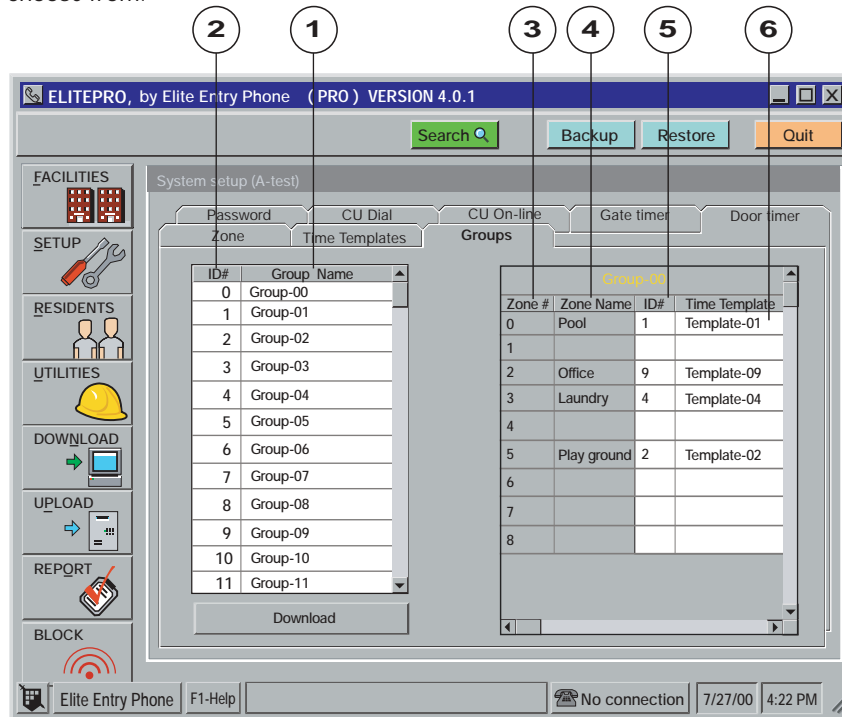 2 1 3 4 5 6
ELITEPRO, by Elite Entry Phone ( PRO ) VERSION 4.0.1
Search Backup Restore Quit
FACILITIES
SETUP
RESIDENTS
UTILITIES
DOWNLOAD
UPLOAD
REPORT
BLOCK
System setup (A-test)
Password CU Dial CU On-line Gate timer Door timer
Zone Time Templates Groups
ID# Group Name
0 Group-00
1 Group-01
2 Group-02
3 Group-03
4 Group-04
5 Group-05
6 Group-06
7 Group-07
8 Group-08
9 Group-09
10 Group-10
11 Group-11
Download
Group-00
Zone # Zone Name ID# Time Template
0 Pool 1 Template-01
1
2 Office 9 Template-09
3 Laundry 4 Template-04
4
5 Play ground 2 Template-02
6
7
8
Elite Entry Phone F1-Help No connection 7/27/00 4:22 PM